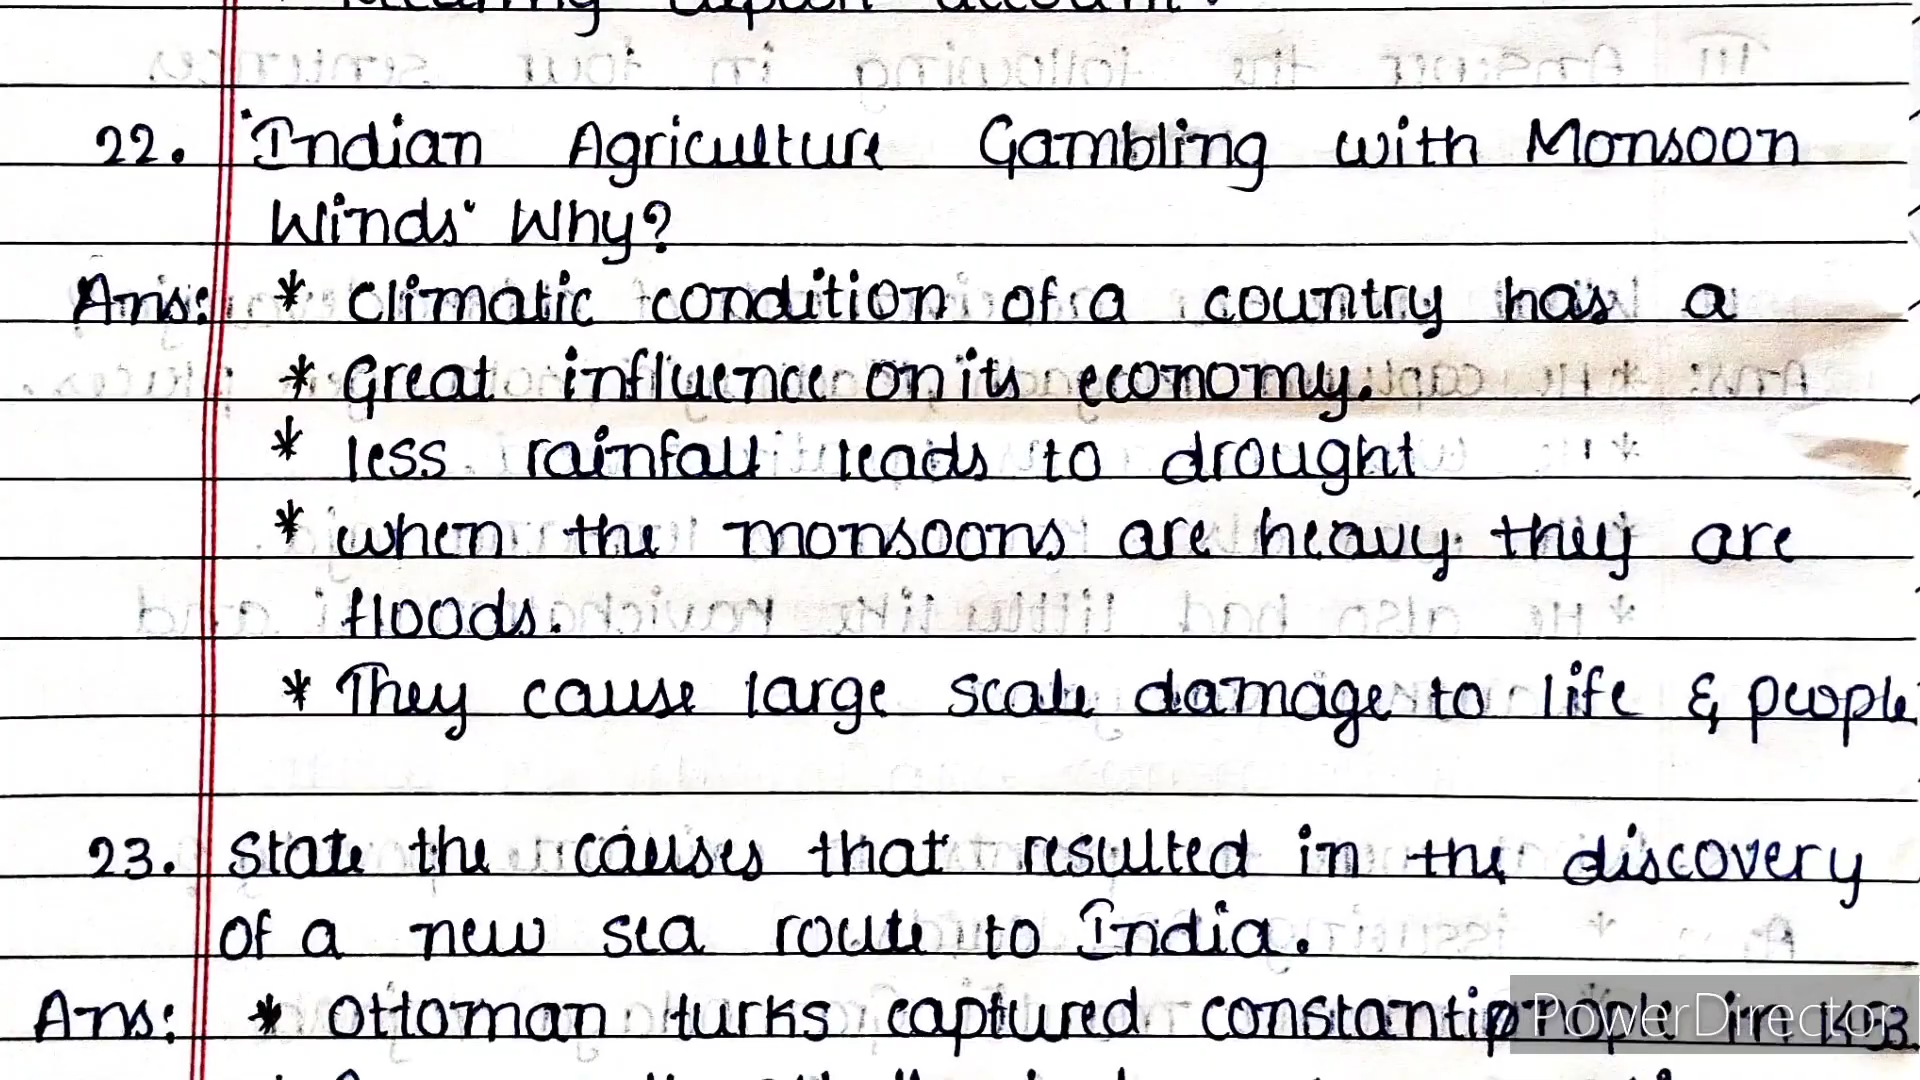 22. 'Indian Agriculture Gambling with Monsoon
Winds' Why?
Ans: * climatic condition of a country has a
* Great influence on its economy.
* less rainfall leads to drought
* when the monsoons are heavy they are
floods.
* They cause large scale damage to life & people
23. State the causes that resulted in the discovery
of a new sea route to India.
Ans: * Ottoman turks captured in
PowerDirector